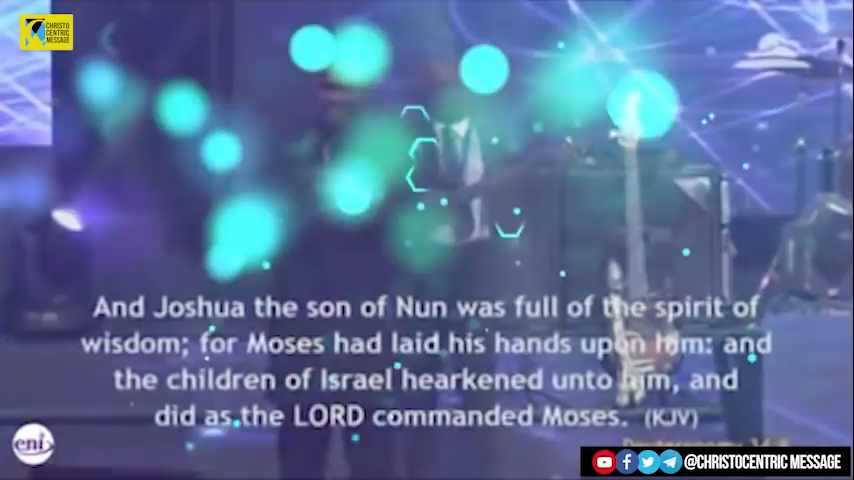 CHRISTO
CENTRIC
MESSAGE
And Joshua the son of Nun was full of the spirit of
wisdom; for Moses had laid his hands upon him: and
the children of Israel hearkened unto him, and
did as the LORD commanded Moses. (KJV)
eni
@CHRISTOCENTRIC MESSAGE